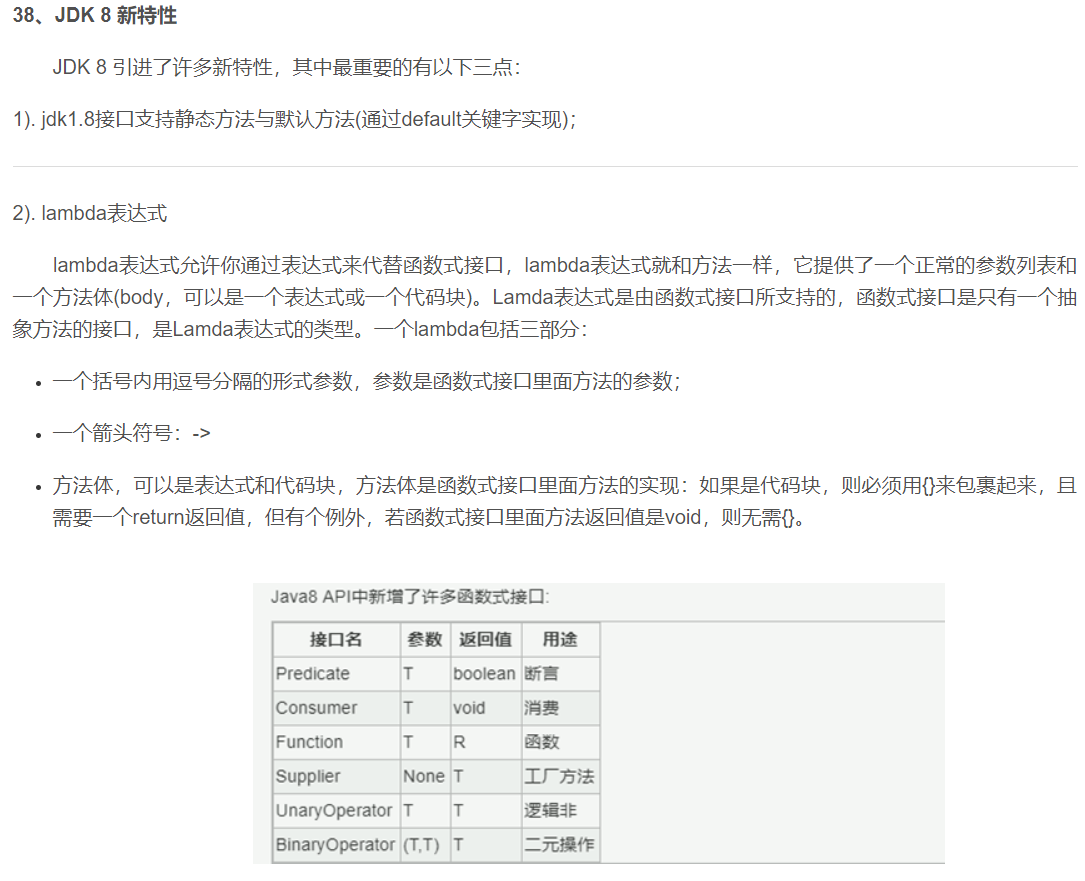 38、JDK 8 新特性
JDK 8 引进了许多新特性，其中最重要的有以下三点：
1). jdk1.8接口支持静态方法与默认方法(通过default关键字实现)；
2). lambda表达式
lambda表达式允许你通过表达式来代替函数式接口，lambda表达式就和方法一样，它提供了一个正常的参数列表和
一个方法体(body，可以是一个表达式或一个代码块)。Lamda表达式是由函数式接口所支持的，函数式接口是只有一个抽
象方法的接口，是Lamda表达式的类型。一个lambda包括三部分：
• 一个括号内用逗号分隔的形式参数，参数是函数式接口里面方法的参数；
• 一个箭头符号：->
• 方法体，可以是表达式和代码块，方法体是函数式接口里面方法的实现：如果是代码块，则必须用{}来包裹起来，且
需要一个return返回值，但有个例外，若函数式接口里面方法返回值是void，则无需{}。
Java8 API中新增了许多函数式接口:
接口名 参数 返回值 用途
Predicate T boolean 断言
Consumer T void 消费
Function T R 函数
Supplier None T 工厂方法
UnaryOperator T T 逻辑非
BinaryOperator (T,T) T 二元操作